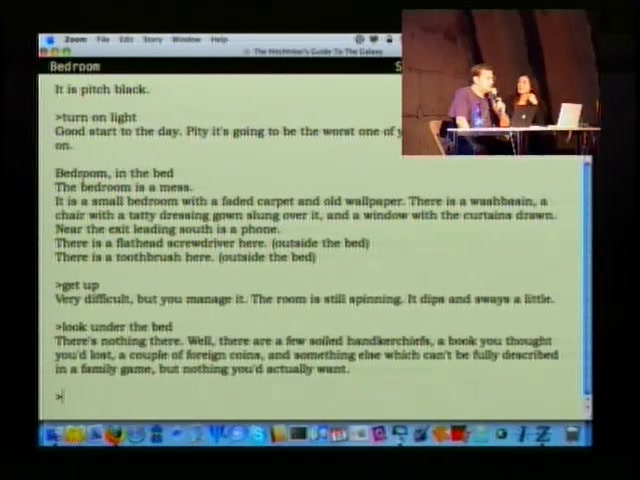 Zoom File Edit Story Window Help
The Hitchhiker's Guide To The Galaxy
Bedroom S
It is pitch black.
>turn on light
Good start to the day. Pity it's going to be the worst one of y
on.
Bedroom, in the bed
The bedroom is a mess.
It is a small bedroom with a faded carpet and old wallpaper. There is a washbasin, a
chair with a tatty dressing gown slung over it, and a window with the curtains drawn.
Near the exit leading south is a phone.
There is a flathead screwdriver here. (outside the bed)
There is a toothbrush here. (outside the bed)
>get up
Very difficult, but you manage it. The room is still spinning. It dips and sways a little.
>look under the bed
There's nothing there. Well, there are a few soiled handkerchiefs, a book you thought
you'd lost, a couple of foreign coins, and something else which can't be fully described
in a family game, but nothing you'd actually want.
>